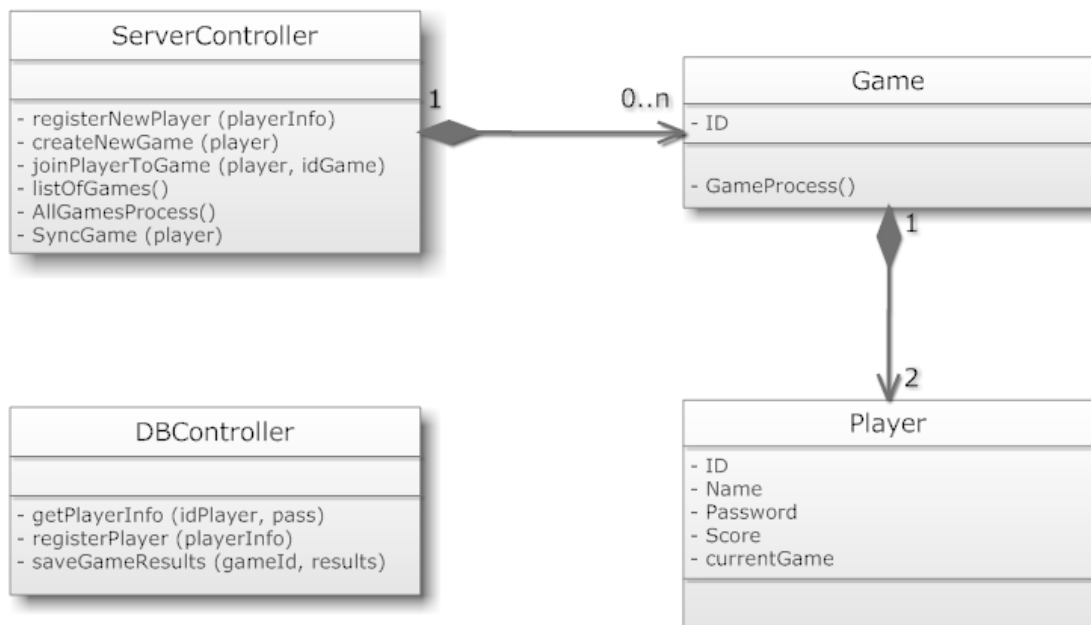 ServerController
- registerNewPlayer (playerInfo)
- createNewGame (player)
- joinPlayerToGame (player, idGame)
- listOfGames()
- AllGamesProcess()
- SyncGame (player)
1
0..n
Game
- ID
- GameProcess()
1
2
DBController
- getPlayerInfo (idPlayer, pass)
- registerPlayer (playerInfo)
- saveGameResults (gameId, results)
Player
- ID
- Name
- Password
- Score
- currentGame